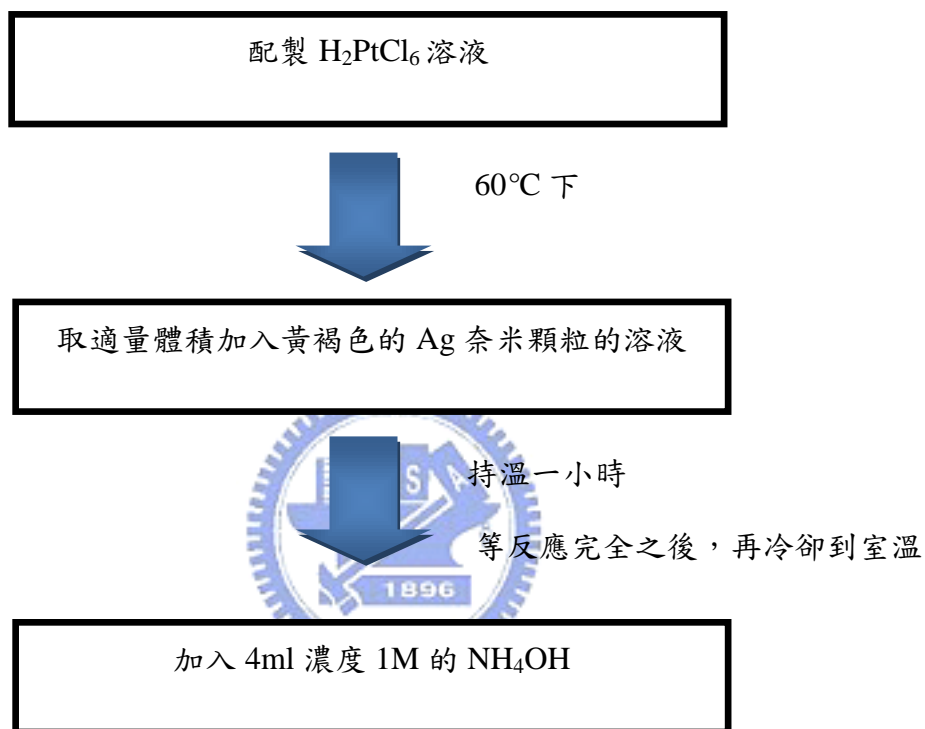 配製 H₂PtCl₆ 溶液
60°C 下
取適量體積加入黃褐色的 Ag 奈米顆粒的溶液
持溫一小時
等反應完全之後，再冷卻到室溫
1896
加入 4ml 濃度 1M 的 NH₄OH